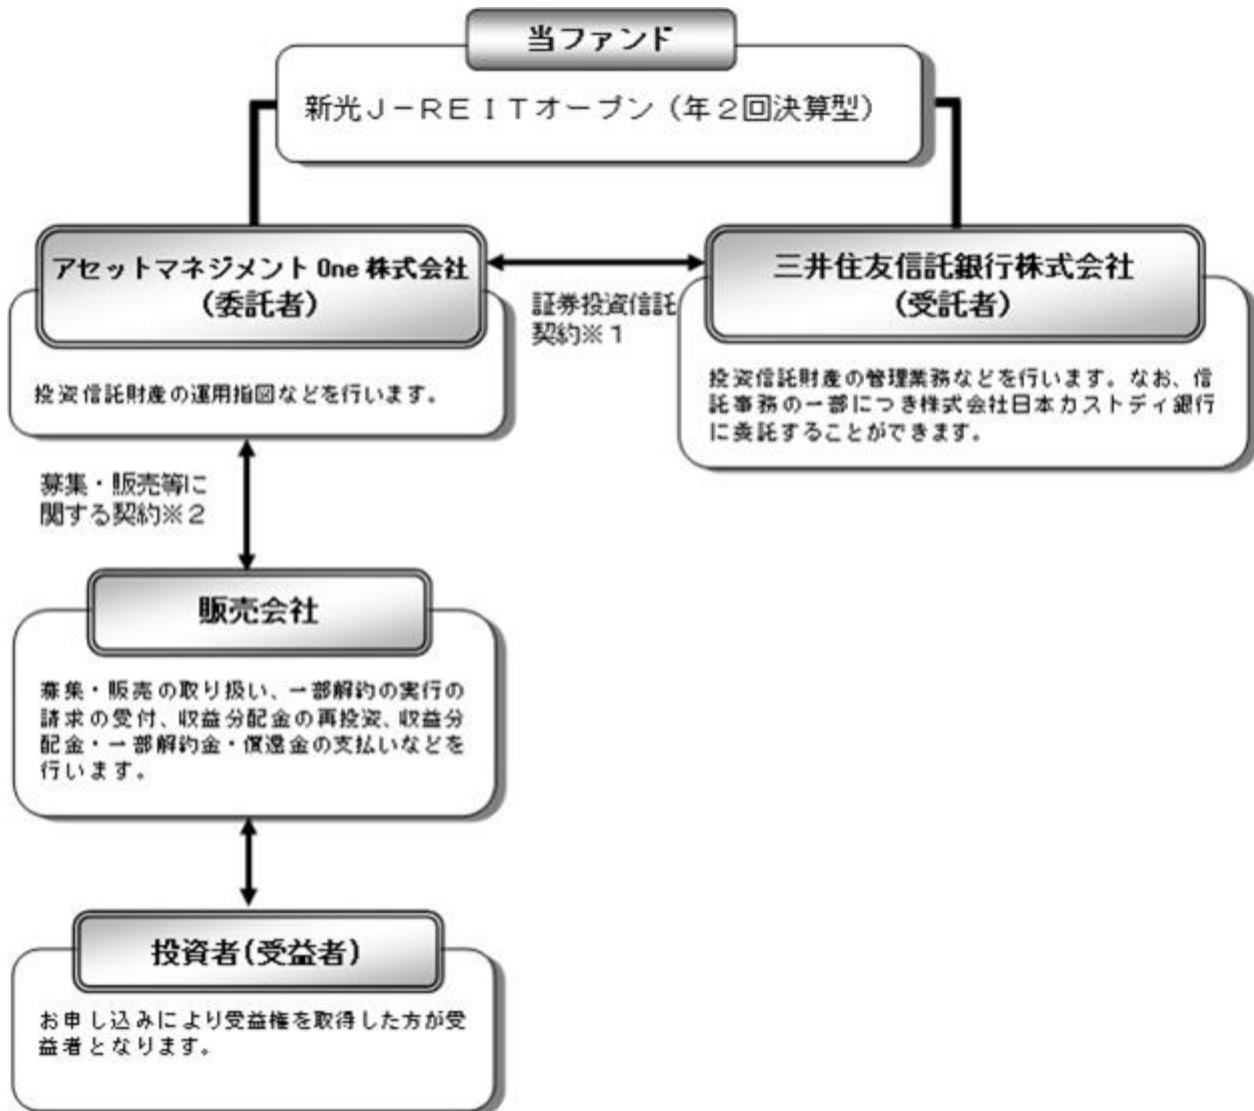 当ファンド
新光Ｊ－ＲＥＩＴオープン（年２回決算型）
アセットマネジメント One 株式会社
（委託者）
投資信託財産の運用指図などを行います。
証券投資信託
契約※１
三井住友信託銀行株式会社
（受託者）
投資信託財産の管理業務などを行います。なお、信
託事務の一部につき株式会社日本カストディ銀行
に委託することができます。
募集・販売等に
関する契約※２
販売会社
募集・販売の取り扱い、一部解約の実行の
請求の受付、収益分配金の再投資、収益分
配金・一部解約金・償還金の支払いなどを
行います。
投資者（受益者）
お申し込みにより受益権を取得した方が受
益者となります。